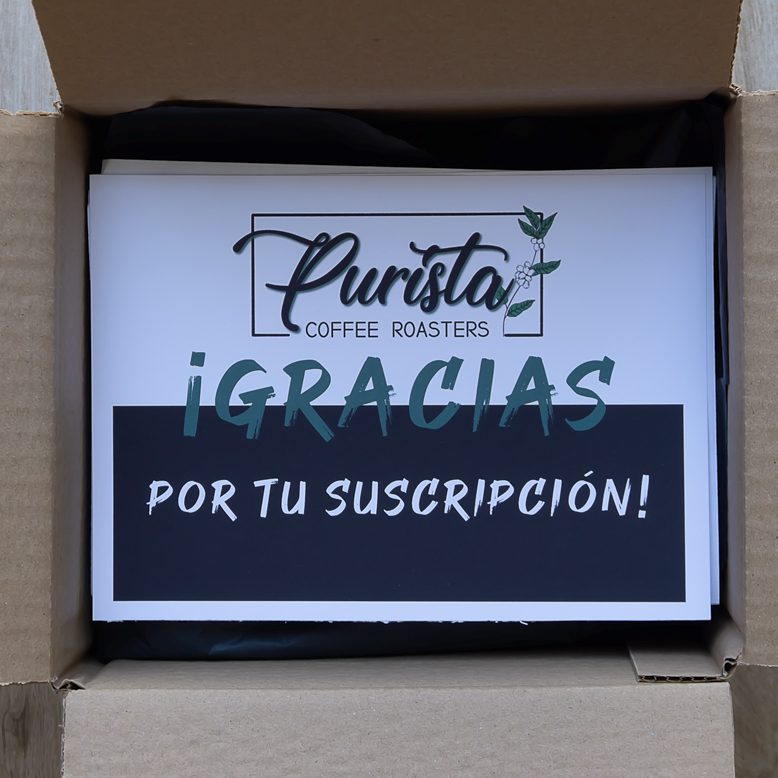 Purista
COFFEE ROASTERS
¡GRACIAS
POR TU SUSCRIPCIÓN!